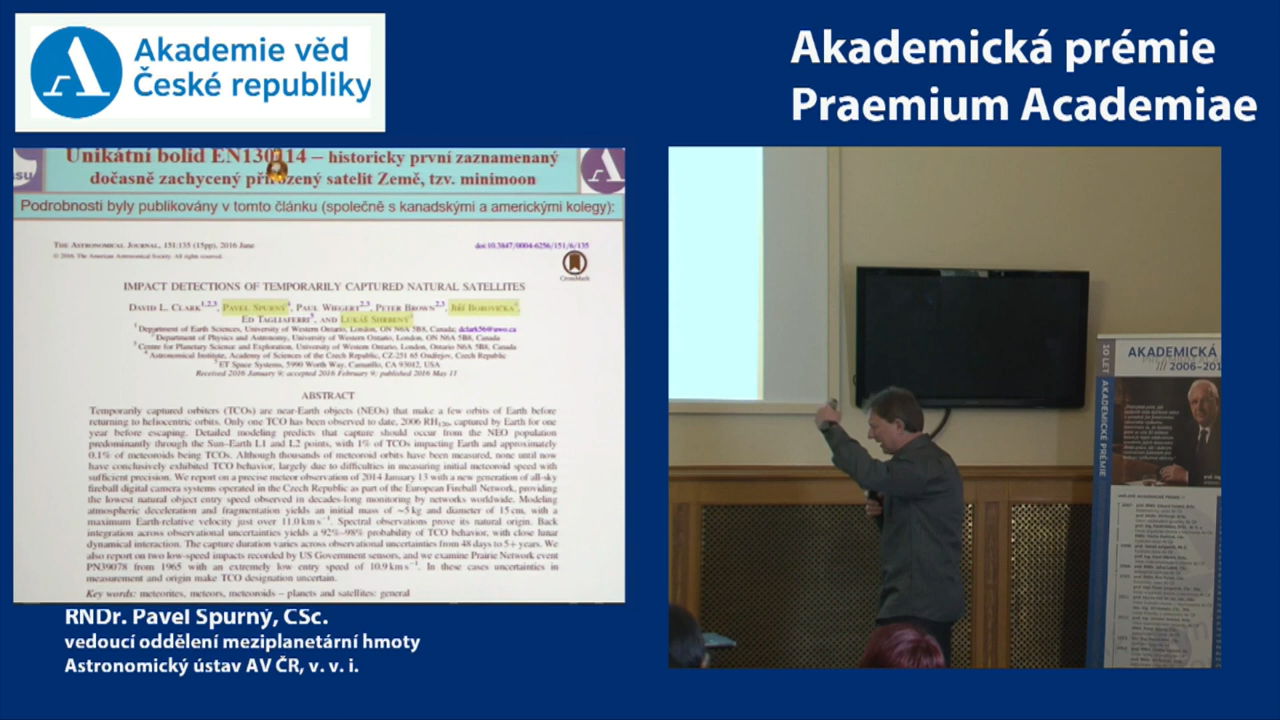 Akademie věd
České republiky
Akademická prémie
Praemium Academiae
Unikátní bolid EN130114 – historicky první zaznamenaný
dočasně zachycený přirozený satelit Země, tzv. minimoon
Podrobnosti byly publikovány v tomto článku (společně s kanadskými a americkými kolegy):
THE ASTRONOMICAL JOURNAL, 151:135 (15pp), 2016 June
doi:10.3847/0004-6256/151/6/135
© 2016. The American Astronomical Society. All rights reserved.
CrossMark
IMPACT DETECTIONS OF TEMPORARILY CAPTURED NATURAL SATELLITES
DAVID L. CLARK1,2,3, PAVEL SPURNÝ4, PAUL WIEGERT2,3, PETER BROWN2,3, JIŘÍ BOROVIČKA4,
ED TAGLIAFERRI5, AND LUKÁŠ SHRBENÝ4
1 Department of Earth Sciences, University of Western Ontario, London, ON N6A 5B8, Canada; dclark56@uwo.ca
2 Department of Physics and Astronomy, University of Western Ontario, London, ON N6A 5B8, Canada
3 Centre for Planetary Science and Exploration, University of Western Ontario, London, Ontario N6A 5B8, Canada
4 Astronomical Institute, Academy of Sciences of the Czech Republic, CZ-251 65 Ondřejov, Czech Republic
5 ET Space Systems, 5990 Worth Way, Camarillo, CA 93012, USA
Received 2016 January 9; accepted 2016 February 9; published 2016 May 11
ABSTRACT
Temporarily captured orbiters (TCOs) are near-Earth objects (NEOs) that make a few orbits of Earth before
returning to heliocentric orbits. Only one TCO has been observed to date, 2006 RH120, captured by Earth for one
year before escaping. Detailed modeling predicts that capture should occur from the NEO population
predominantly through the Sun–Earth L1 and L2 points, with 1% of TCOs impacting Earth and approximately
0.1% of meteoroids being TCOs. Although thousands of meteoroid orbits have been measured, none until now
have conclusively exhibited TCO behavior, largely due to difficulties in measuring initial meteoroid speed with
sufficient precision. We report on a precise meteor observation of 2014 January 13 with a new generation of all-sky
fireball digital camera systems operated in the Czech Republic as part of the European Fireball Network, providing
the lowest natural object entry speed observed in decades-long monitoring by networks worldwide. Modeling
atmospheric deceleration and fragmentation yields an initial mass of ~5 kg and diameter of 15 cm, with a
maximum Earth-relative velocity just over 11.0 km s−1. Spectral observations prove its natural origin. Back
integration across observational uncertainties yields a 92%–98% probability of TCO behavior, with close lunar
dynamical interaction. The capture duration varies across observational uncertainties from 48 days to 5+ years. We
also report on two low-speed impacts recorded by US Government sensors, and we examine Prairie Network event
PN39078 from 1965 with an extremely low entry speed of 10.9 km s−1. In these cases uncertainties in
measurement and origin make TCO designation uncertain.
Key words: meteorites, meteors, meteoroids – planets and satellites: general
RNDr. Pavel Spurný, CSc.
vedoucí oddělení meziplanetární hmoty
Astronomický ústav AV ČR, v. v. i.
10 LET AKADEMICKÉ PRÉMIE
AKADEMICKÁ
2006–201